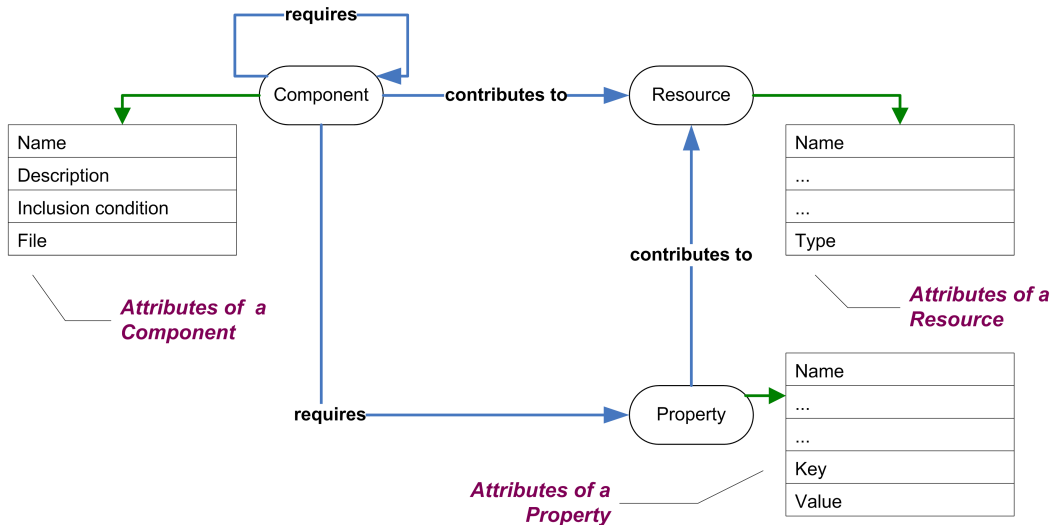 requires
Component
contributes to
Resource
Name
Description
Inclusion condition
File
Name
...
...
Type
contributes to
Attributes of  a
Component
Attributes of a
Resource
requires
Property
Name
...
...
Key
Value
Attributes of a
Property